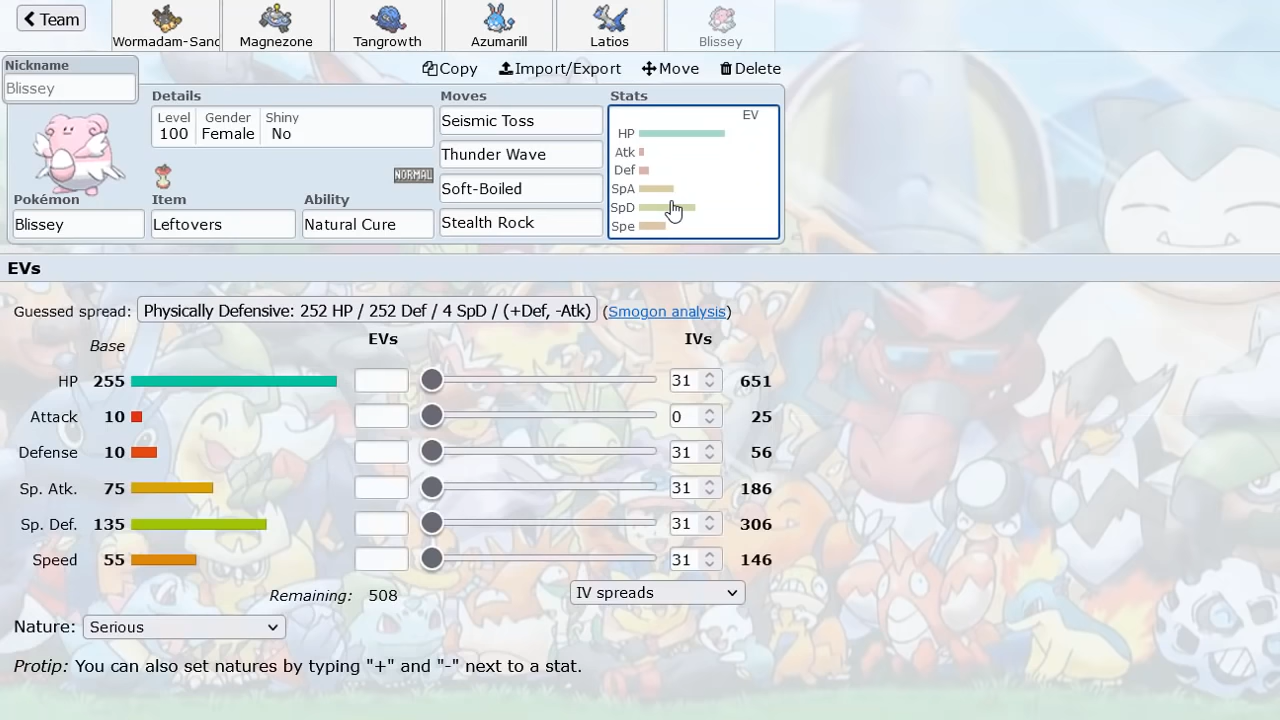 Team
Wormadam-Sand
Magnezone
Tangrowth
Azumarill
Latios
Blissey
Nickname
Blissey
Copy
Import/Export
Move
Delete
Details
Level
100
Gender
Female
Shiny
No
NORMAL
Pokémon
Blissey
Item
Leftovers
Ability
Natural Cure
Moves
Seismic Toss
Thunder Wave
Soft-Boiled
Stealth Rock
Stats
EV
HP
Atk
Def
SpA
SpD
Spe
EVs
Guessed spread: Physically Defensive: 252 HP / 252 Def / 4 SpD / (+Def, -Atk) (Smogon analysis)
Base EVs IVs
HP 255 31 651
Attack 10 0 25
Defense 10 31 56
Sp. Atk. 75 31 186
Sp. Def. 135 31 306
Speed 55 31 146
Remaining: 508 IV spreads
Nature: Serious
Protip: You can also set natures by typing "+" and "-" next to a stat.